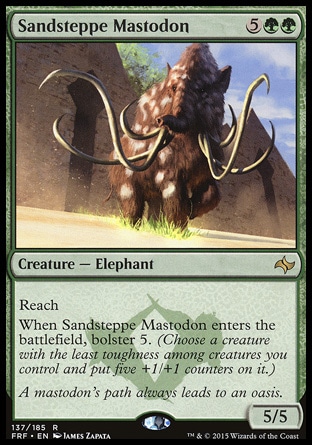 Sandsteppe Mastodon 5
Creature — Elephant
Reach
When Sandsteppe Mastodon enters the
battlefield, bolster 5. (Choose a creature
with the least toughness among creatures you
control and put five +1/+1 counters on it.)
A mastodon's path always leads to an oasis.
137/185 R
FRF • EN James Zapata
™ & © 2015 Wizards of the Coast
5/5